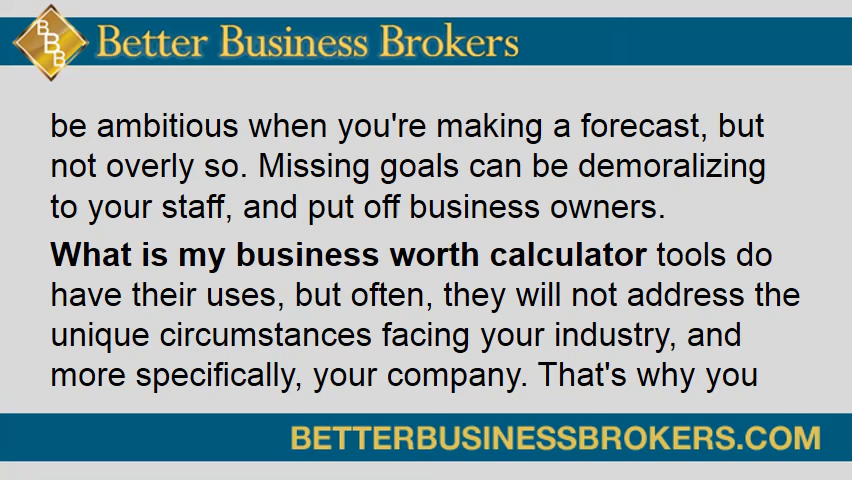 BBB
Better Business Brokers
be ambitious when you're making a forecast, but
not overly so. Missing goals can be demoralizing
to your staff, and put off business owners.
What is my business worth calculator tools do
have their uses, but often, they will not address the
unique circumstances facing your industry, and
more specifically, your company. That's why you
BETTERBUSINESSBROKERS.COM